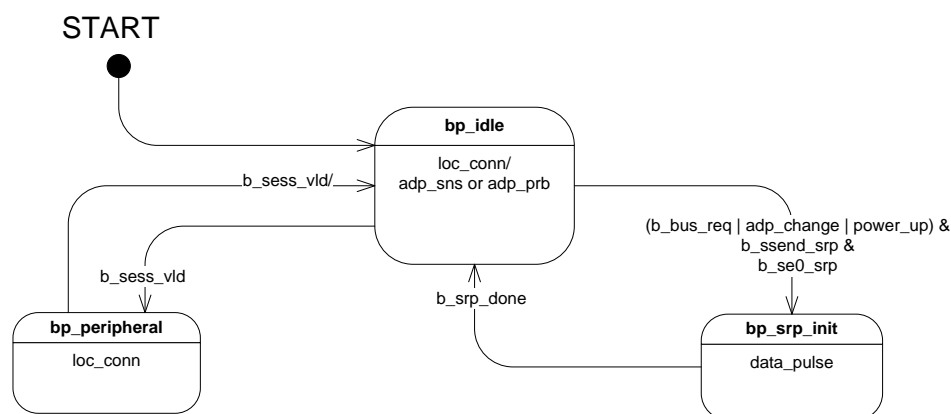 START
bp_idle
loc_conn/
adp_sns or adp_prb
b_sess_vld/
(b_bus_req | adp_change | power_up) &
b_ssend_srp &
b_se0_srp
b_sess_vld
b_srp_done
bp_peripheral
loc_conn
bp_srp_init
data_pulse